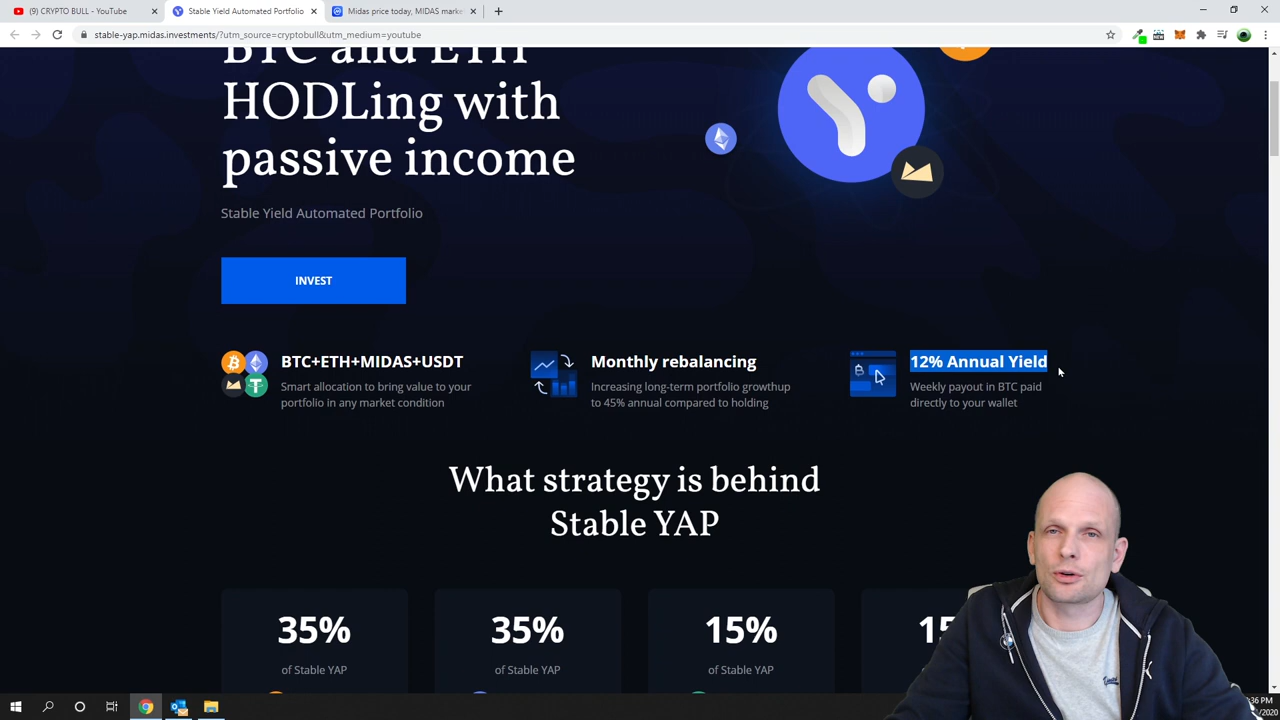 (9) CRYPTO BULL - YouTube
Stable Yield Automated Portfolio
Midas price today, MIDAS marke
stable-yap.midas.investments/?utm_source=cryptobull&utm_medium=youtube
BTC and ETH
HODLing with
passive income
Stable Yield Automated Portfolio
INVEST
BTC+ETH+MIDAS+USDT
Smart allocation to bring value to your
portfolio in any market condition
Monthly rebalancing
Increasing long-term portfolio growthup
to 45% annual compared to holding
12% Annual Yield
Weekly payout in BTC paid
directly to your wallet
What strategy is behind
Stable YAP
35%
of Stable YAP
35%
of Stable YAP
15%
of Stable YAP